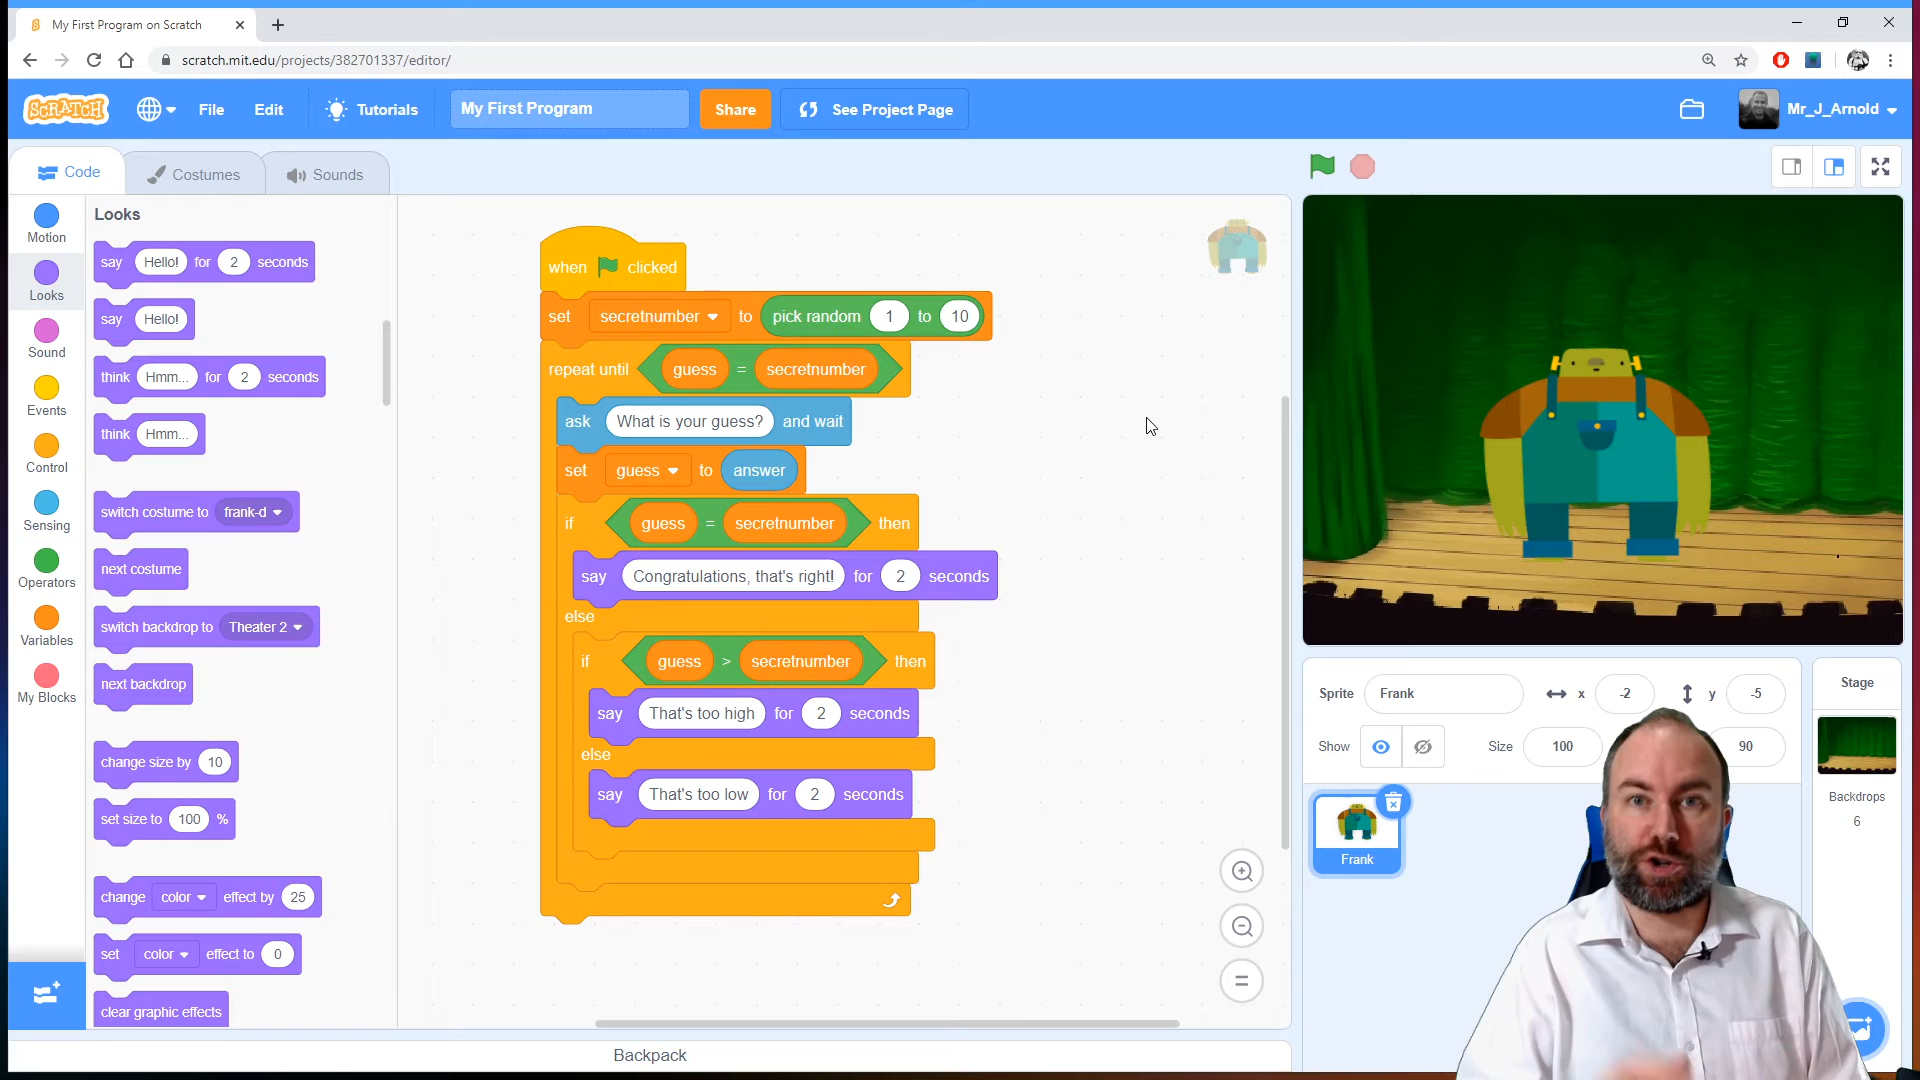 My First Program on Scratch
scratch.mit.edu/projects/382701337/editor/
SCRATCH
File
Edit
Tutorials
My First Program
Share
See Project Page
Mr_J_Arnold
Code
Costumes
Sounds
Motion
Looks
Sound
Events
Control
Sensing
Operators
Variables
My Blocks
Looks
say Hello! for 2 seconds
say Hello!
think Hmm... for 2 seconds
think Hmm...
switch costume to frank-d
next costume
switch backdrop to Theater 2
next backdrop
change size by 10
set size to 100 %
change color effect by 25
set color effect to 0
clear graphic effects
when clicked
set secretnumber to pick random 1 to 10
repeat until guess = secretnumber
ask What is your guess? and wait
set guess to answer
if guess = secretnumber then
say Congratulations, that's right! for 2 seconds
else
if guess > secretnumber then
say That's too high for 2 seconds
else
say That's too low for 2 seconds
Backpack
Sprite Frank x -2 y -5
Show Size 100 90
Frank
Stage
Backdrops
6